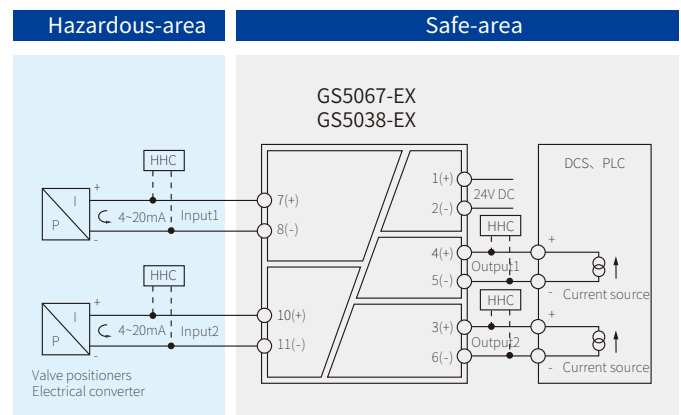 Hazardous-area
Safe-area
GS5067-EX
GS5038-EX
HHC
I
P
+
-
4~20mA
Input1
7(+)
8(-)
HHC
I
P
+
-
4~20mA
Input2
10(+)
11(-)
Valve positioners
Electrical converter
1(+)
24V DC
2(-)
HHC
4(+)
Output1
5(-)
HHC
3(+)
Output2
6(-)
DCS、PLC
+
- Current source
+
- Current source